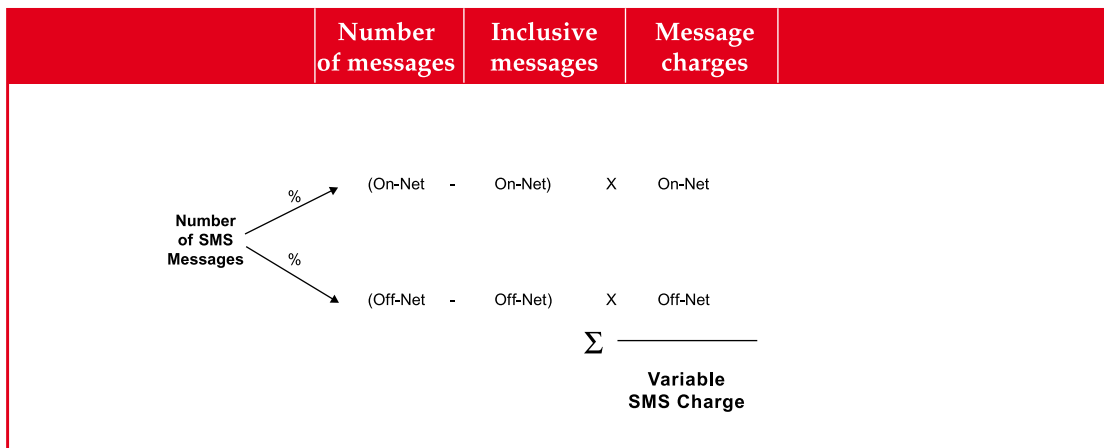 Number of messages
Inclusive messages
Message charges
% (On-Net - On-Net) X On-Net
Number
of SMS
Messages
% (Off-Net - Off-Net) X Off-Net
Σ
Variable
SMS Charge